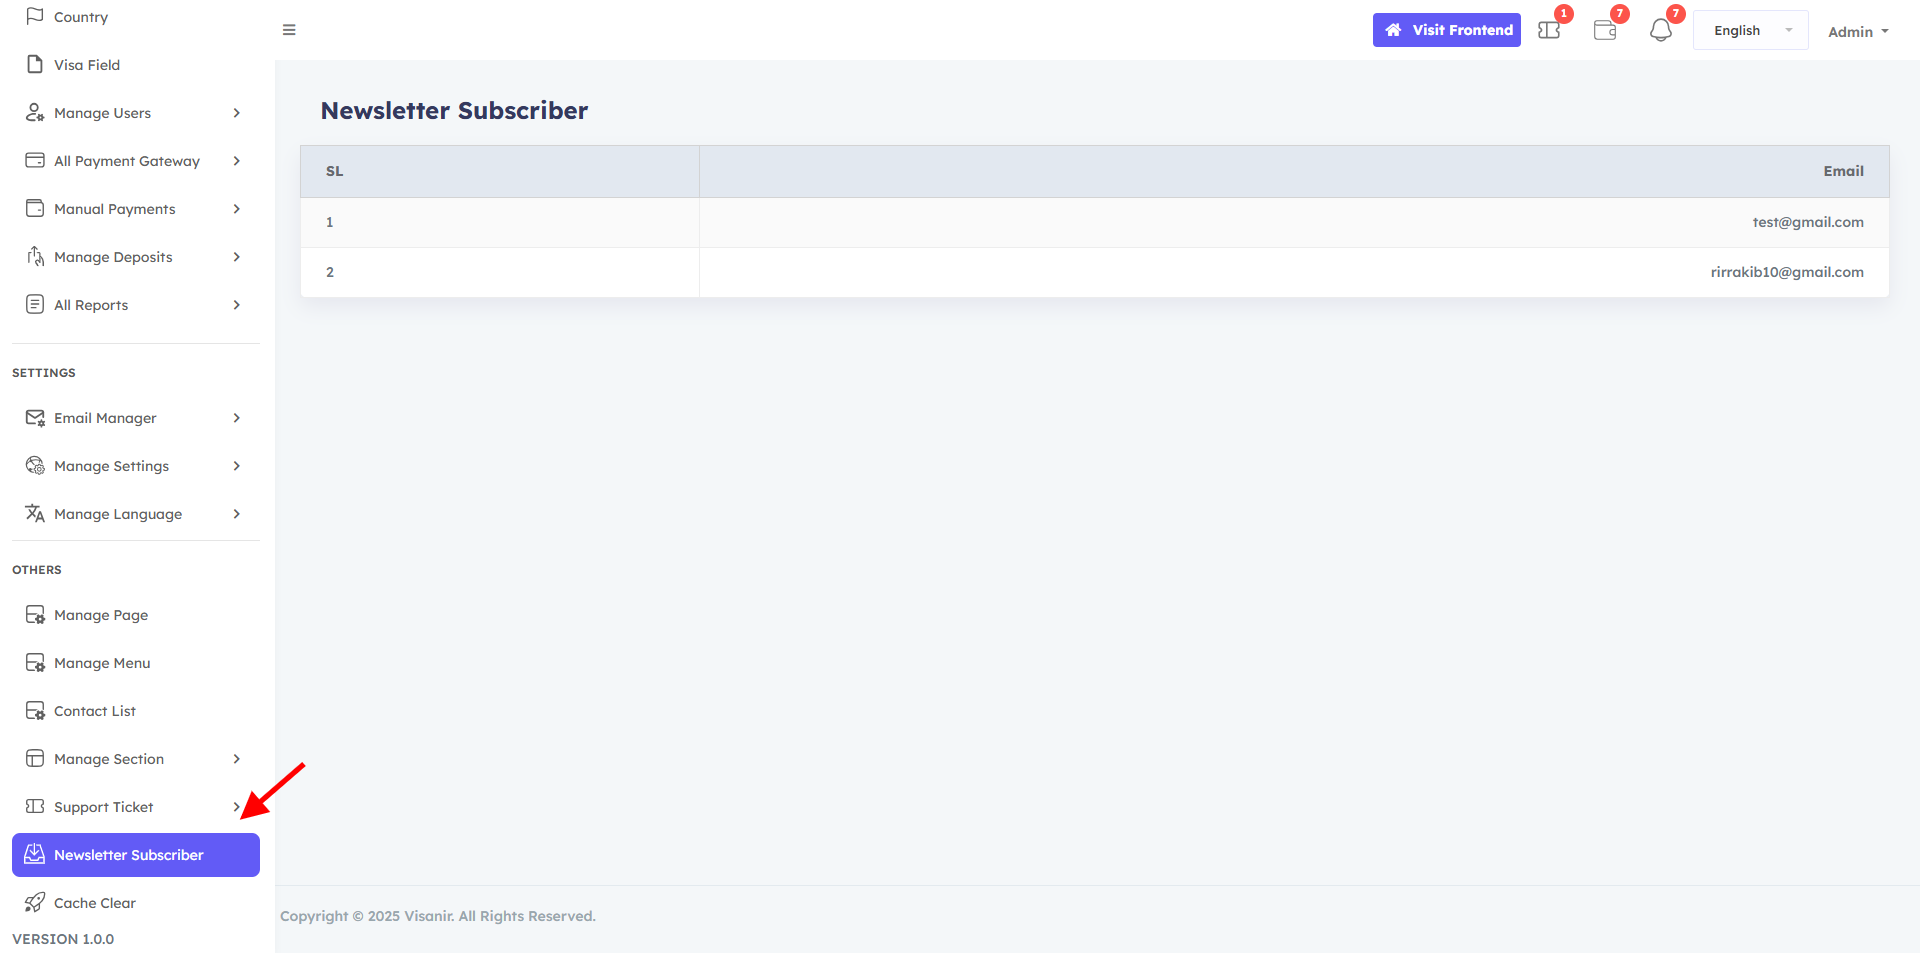 Country
Visa Field
Manage Users
All Payment Gateway
Manual Payments
Manage Deposits
All Reports
SETTINGS
Email Manager
Manage Settings
Manage Language
OTHERS
Manage Page
Manage Menu
Contact List
Manage Section
Support Ticket
Newsletter Subscriber
Cache Clear
VERSION 1.0.0
Visit Frontend 1 7 7 English Admin
Newsletter Subscriber
SL Email
1 test@gmail.com
2 rirrakib10@gmail.com
Copyright © 2025 Visanir. All Rights Reserved.